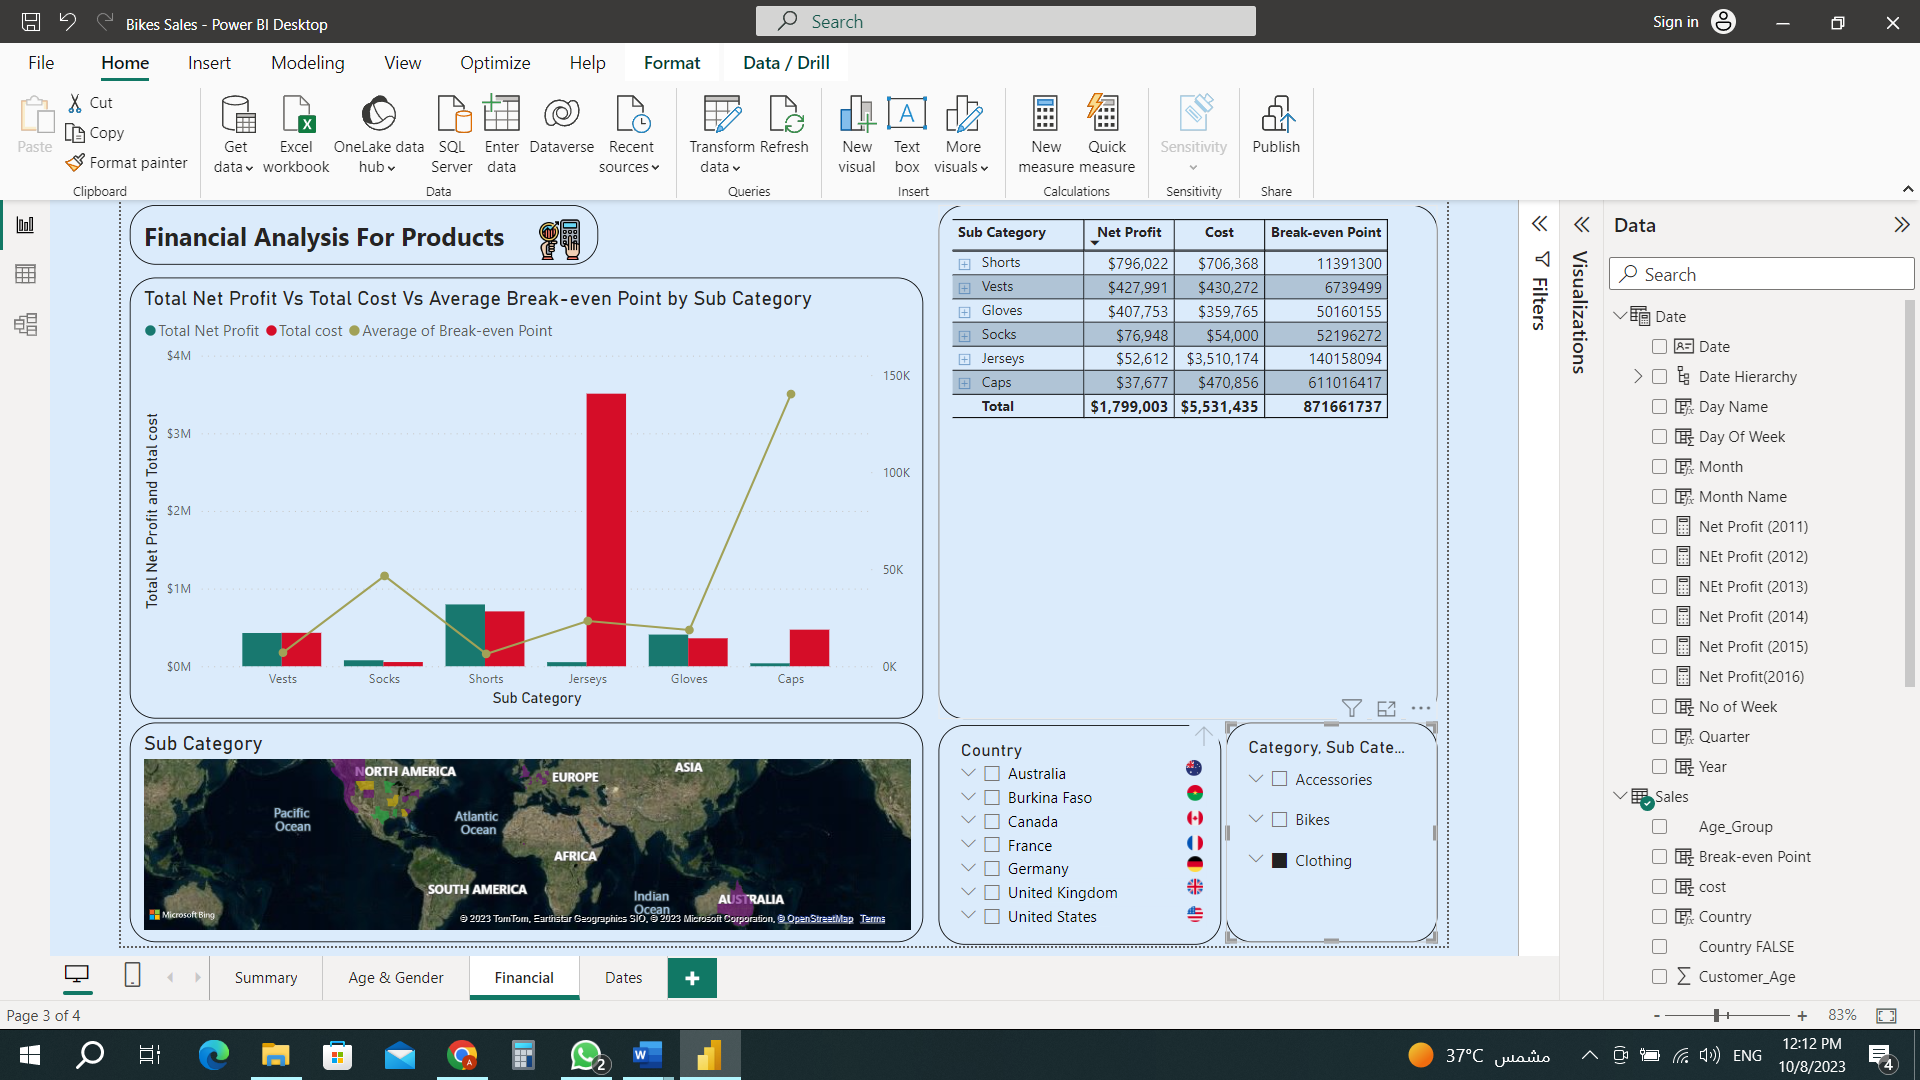 Bikes Sales - Power BI Desktop
Search
Sign in
File Home Insert Modeling View Optimize Help Format Data / Drill
Paste
Cut
Copy
Format painter
Clipboard
Get data
Excel workbook
OneLake data hub
SQL Server
Enter data
Dataverse
Recent sources
Data
Transform data
Refresh
Queries
New visual
Text box
More visuals
Insert
New measure
Quick measure
Calculations
Sensitivity
Sensitivity
Publish
Share
Financial Analysis For Products
Total Net Profit Vs Total Cost Vs Average Break-even Point by Sub Category
Total Net Profit Total cost Average of Break-even Point
Total Net Profit and Total cost
$4M
$3M
$2M
$1M
$0M
150K
100K
50K
0K
Vests Socks Shorts Jerseys Gloves Caps
Sub Category
Sub Category Net Profit Cost Break-even Point
Shorts $796,022 $706,368 11391300
Vests $427,991 $430,272 6739499
Gloves $407,753 $359,765 50160155
Socks $76,948 $54,000 52196272
Jerseys $52,612 $3,510,174 140158094
Caps $37,677 $470,856 611016417
Total $1,799,003 $5,531,435 871661737
Sub Category
NORTH AMERICA
EUROPE
ASIA
Pacific Ocean
Atlantic Ocean
AFRICA
SOUTH AMERICA
Indian Ocean
AUSTRALIA
Microsoft Bing
© 2023 TomTom, Earthstar Geographics SIO, © 2023 Microsoft Corporation, © OpenStreetMap Terms
Country
Australia
Burkina Faso
Canada
France
Germany
United Kingdom
United States
Category, Sub Cate...
Accessories
Bikes
Clothing
Filters
Visualizations
Data
Search
Date
Date
Date Hierarchy
Day Name
Day Of Week
Month
Month Name
Net Profit (2011)
NEt Profit (2012)
NEt Profit (2013)
Net Profit (2014)
Net Profit (2015)
Net Profit(2016)
No of Week
Quarter
Year
Sales
Age_Group
Break-even Point
cost
Country
Country FALSE
Customer_Age
Summary Age & Gender Financial Dates
Page 3 of 4
- + 83%
2
37°C مشمس
ENG
12:12 PM
10/8/2023
4